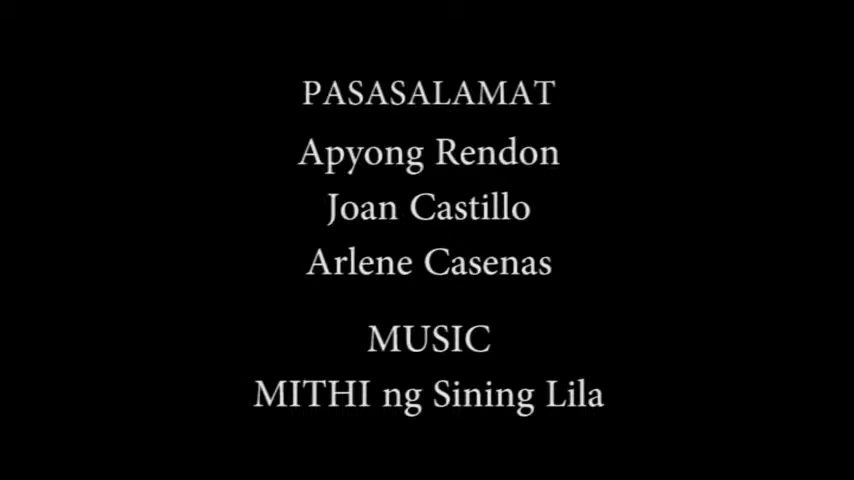 PASASALAMAT
Apyong Rendon
Joan Castillo
Arlene Casenas
MUSIC
MITHI ng Sining Lila